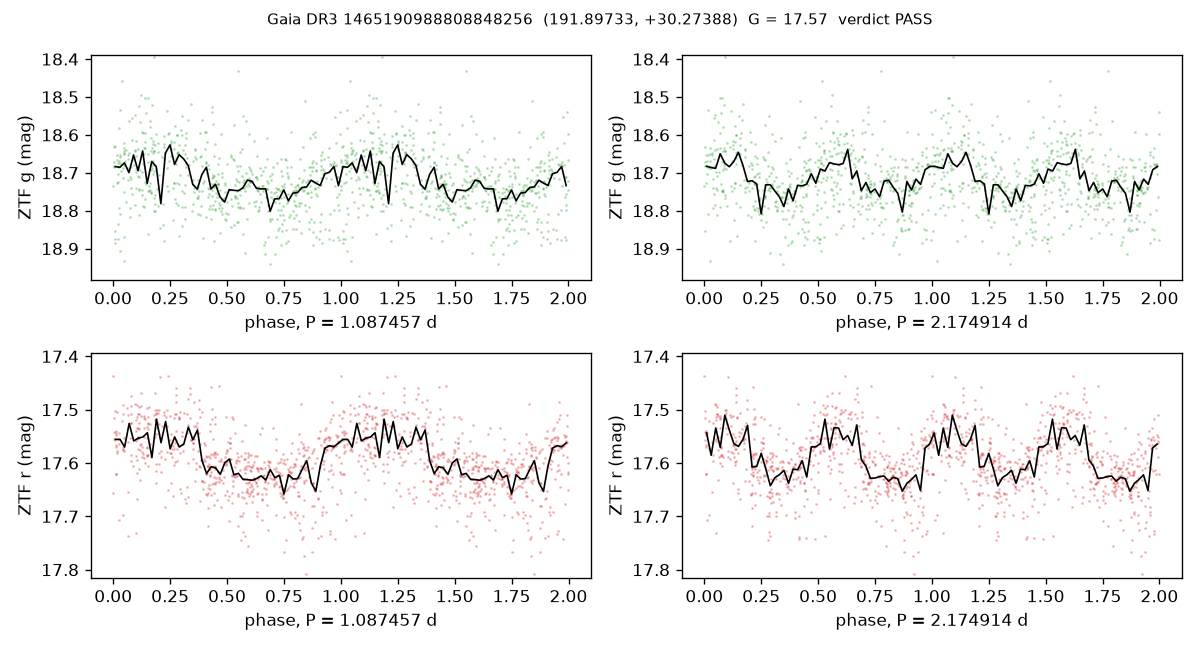 Gaia DR3 1465190988808848256  (191.89733, +30.27388)  G = 17.57  verdict PASS
18.4
18.5
18.6
18.7
18.8
18.9
ZTF g (mag)
0.00 0.25 0.50 0.75 1.00 1.25 1.50 1.75 2.00
phase, P = 1.087457 d
18.4
18.5
18.6
18.7
18.8
18.9
ZTF g (mag)
0.00 0.25 0.50 0.75 1.00 1.25 1.50 1.75 2.00
phase, P = 2.174914 d
17.4
17.5
17.6
17.7
17.8
ZTF r (mag)
0.00 0.25 0.50 0.75 1.00 1.25 1.50 1.75 2.00
phase, P = 1.087457 d
17.4
17.5
17.6
17.7
17.8
ZTF r (mag)
0.00 0.25 0.50 0.75 1.00 1.25 1.50 1.75 2.00
phase, P = 2.174914 d